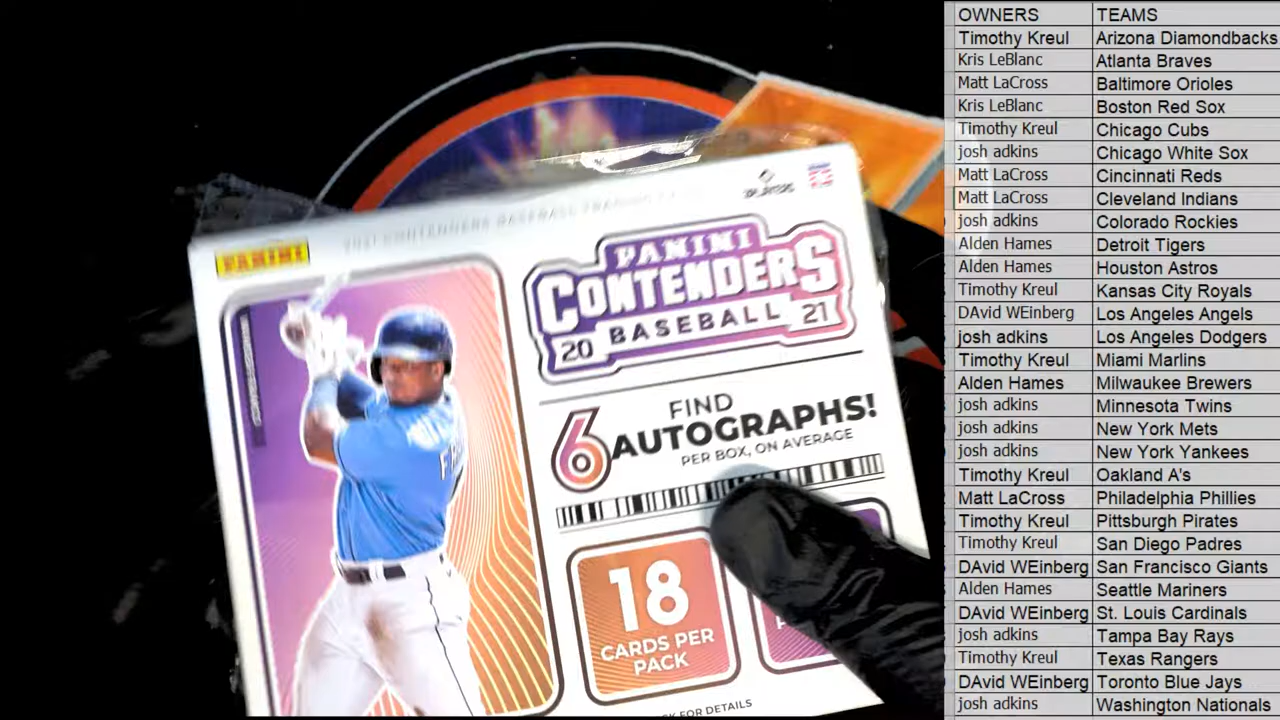 PANINI
2021 CONTENDERS BASEBALL TRADING CARDS
PLAYERS
PANINI
CONTENDERS
BASEBALL
20 21
FIND
6 AUTOGRAPHS!
PER BOX, ON AVERAGE
18
CARDS PER
PACK
OWNERS TEAMS
Timothy Kreul Arizona Diamondbacks
Kris LeBlanc Atlanta Braves
Matt LaCross Baltimore Orioles
Kris LeBlanc Boston Red Sox
Timothy Kreul Chicago Cubs
josh adkins Chicago White Sox
Matt LaCross Cincinnati Reds
Matt LaCross Cleveland Indians
josh adkins Colorado Rockies
Alden Hames Detroit Tigers
Alden Hames Houston Astros
Timothy Kreul Kansas City Royals
DAvid WEinberg Los Angeles Angels
josh adkins Los Angeles Dodgers
Timothy Kreul Miami Marlins
Alden Hames Milwaukee Brewers
josh adkins Minnesota Twins
josh adkins New York Mets
josh adkins New York Yankees
Timothy Kreul Oakland A's
Matt LaCross Philadelphia Phillies
Timothy Kreul Pittsburgh Pirates
Timothy Kreul San Diego Padres
DAvid WEinberg San Francisco Giants
Alden Hames Seattle Mariners
DAvid WEinberg St. Louis Cardinals
josh adkins Tampa Bay Rays
Timothy Kreul Texas Rangers
DAvid WEinberg Toronto Blue Jays
josh adkins Washington Nationals